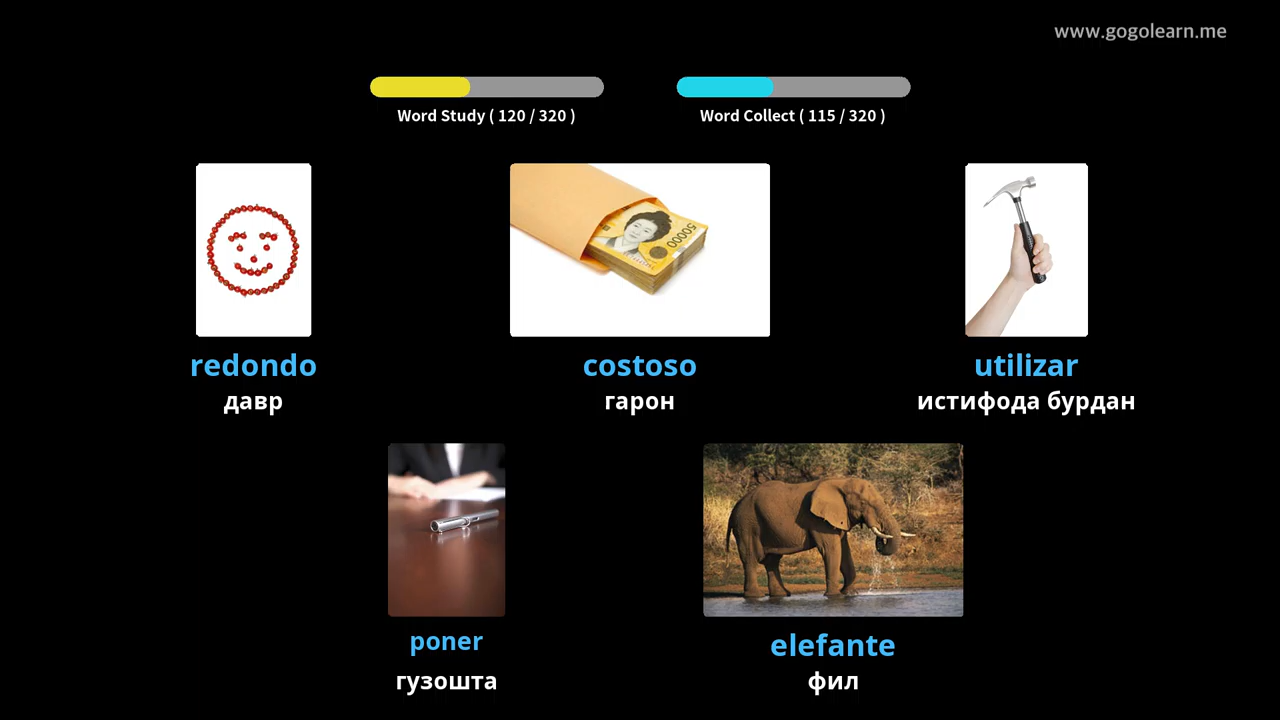 www.gogolearn.me
Word Study ( 120 / 320 )
Word Collect ( 115 / 320 )
50000
redondo
давр
costoso
гарон
utilizar
истифода бурдан
poner
гузошта
elefante
фил